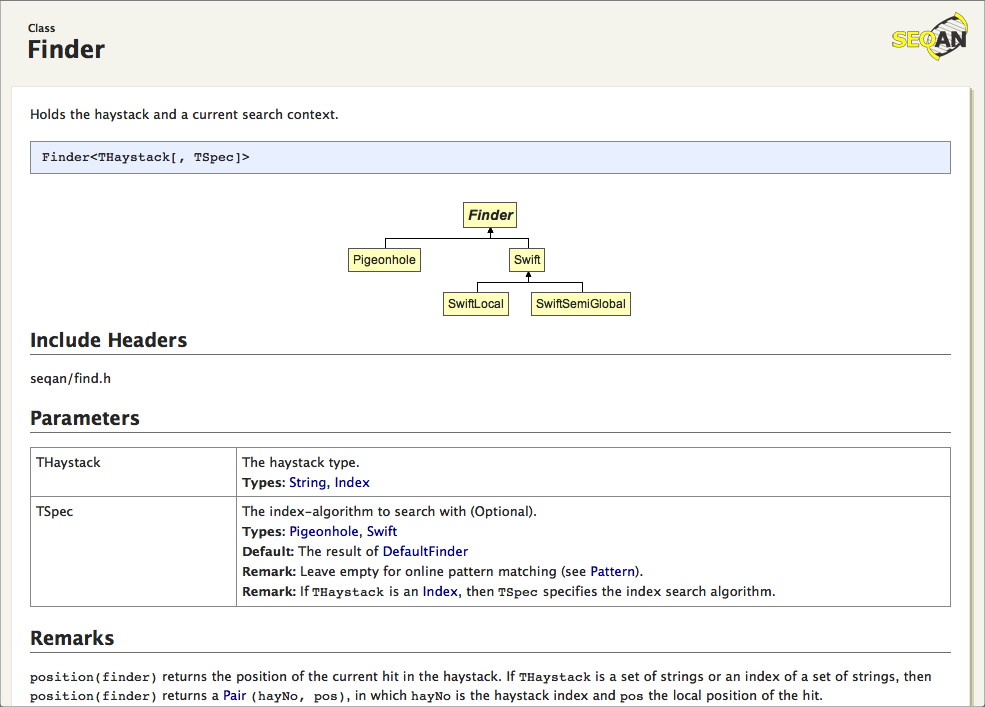 Class
Finder
SEQAN
Holds the haystack and a current search context.
Finder<THaystack[, TSpec]>
Finder
Pigeonhole
Swift
SwiftLocal
SwiftSemiGlobal
Include Headers
seqan/find.h
Parameters
THaystack
The haystack type.
Types: String, Index
TSpec
The index-algorithm to search with (Optional).
Types: Pigeonhole, Swift
Default: The result of DefaultFinder
Remark: Leave empty for online pattern matching (see Pattern).
Remark: If THaystack is an Index, then TSpec specifies the index search algorithm.
Remarks
position(finder) returns the position of the current hit in the haystack. If THaystack is a set of strings or an index of a set of strings, then
position(finder) returns a Pair (hayNo, pos), in which hayNo is the haystack index and pos the local position of the hit.